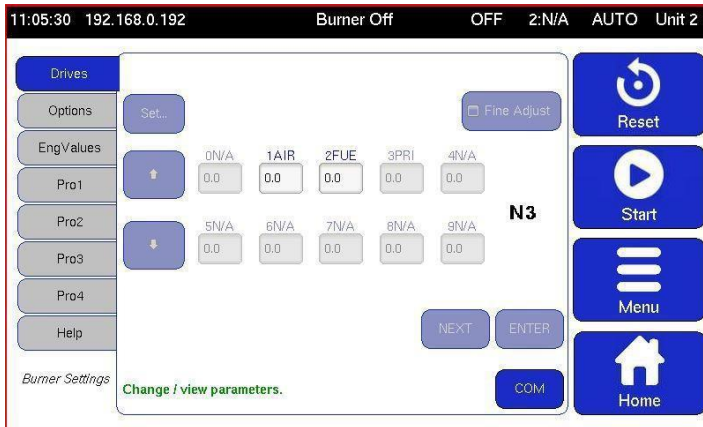 11:05:30 192.168.0.192 Burner Off OFF 2:N/A AUTO Unit 2
Drives
Options
EngValues
Pro1
Pro2
Pro3
Pro4
Help
Burner Settings
Set...
Fine Adjust
0N/A 1AIR 2FUE 3PRI 4N/A
0.0 0.0 0.0 0.0 0.0
N3
5N/A 6N/A 7N/A 8N/A 9N/A
0.0 0.0 0.0 0.0 0.0
NEXT ENTER
Change / view parameters.
COM
Reset
Start
Menu
Home